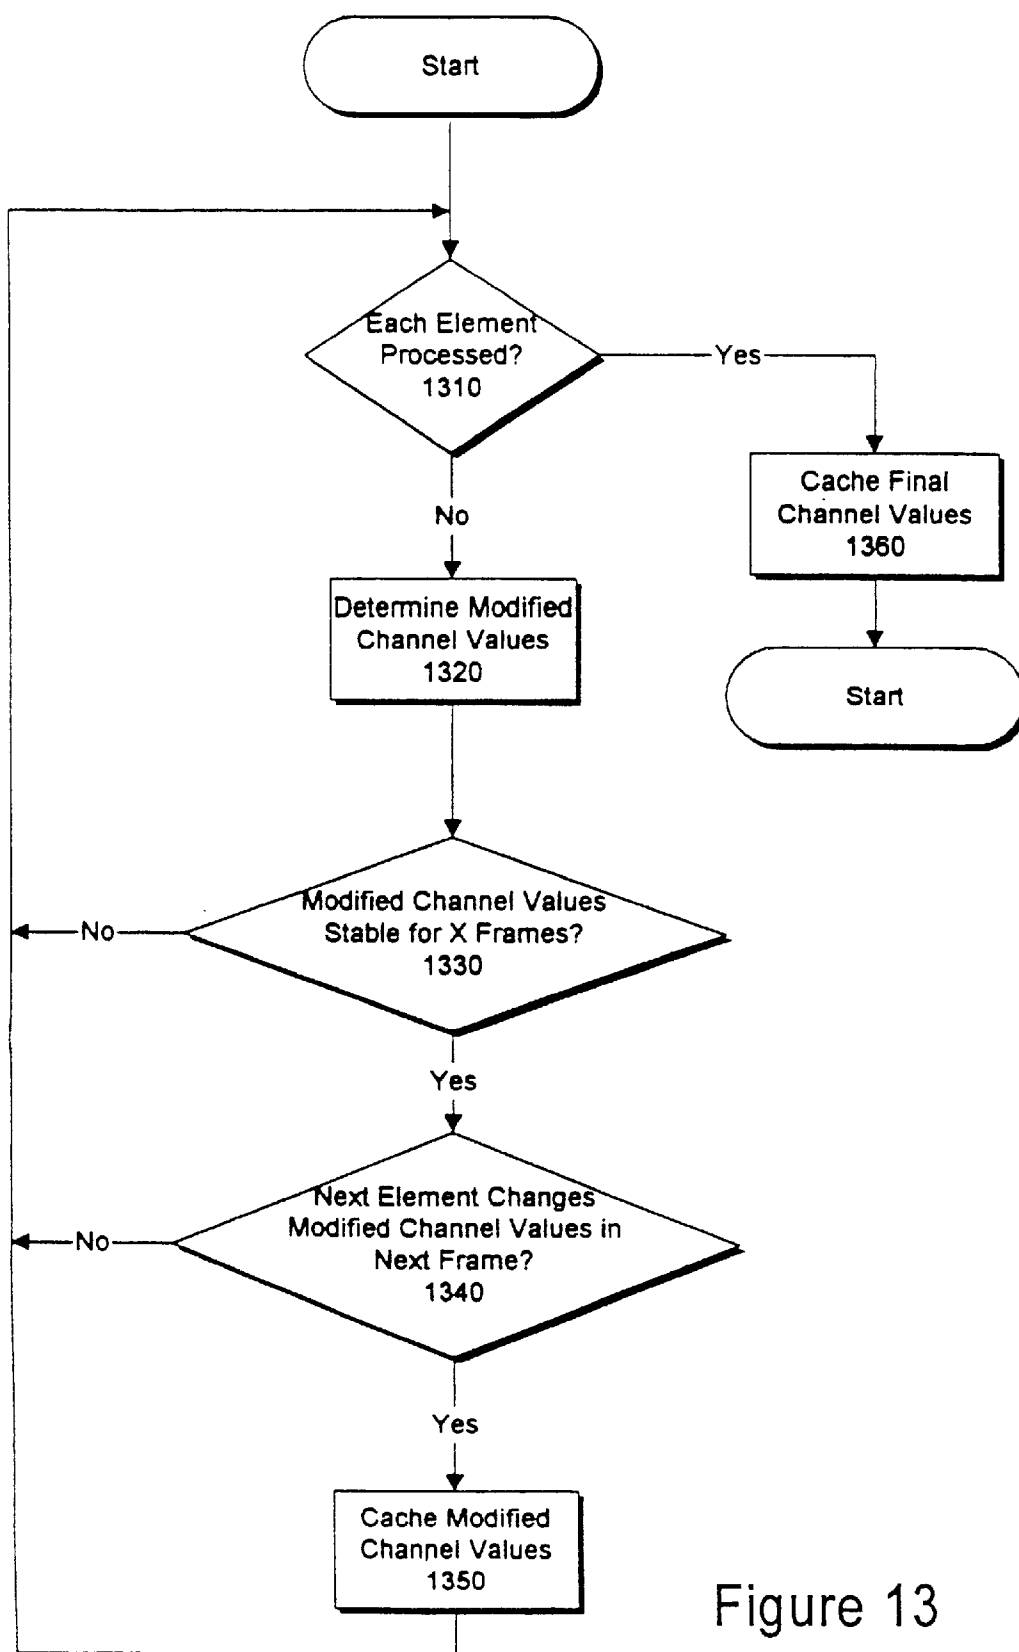 Start
Each Element
Processed?
1310
Yes
No
Cache Final
Channel Values
1360
Determine Modified
Channel Values
1320
Start
Modified Channel Values
Stable for X Frames?
1330
No
Yes
Next Element Changes
Modified Channel Values in
Next Frame?
1340
No
Yes
Cache Modified
Channel Values
1350
Figure 13